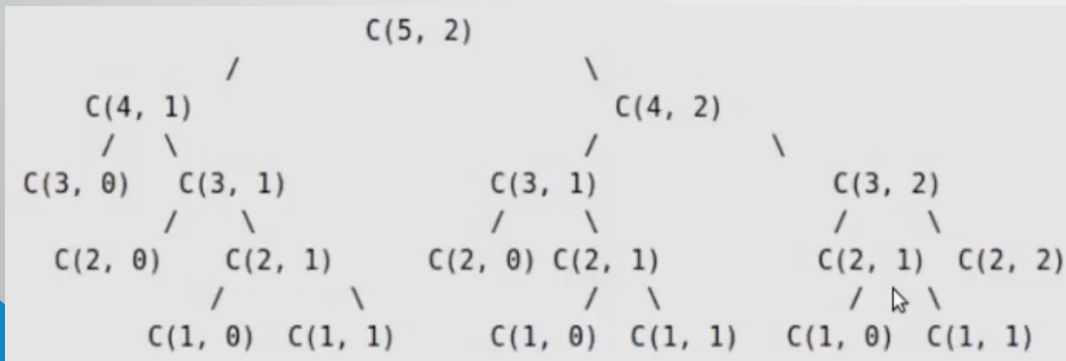 C(5, 2)
/ \
C(4, 1) C(4, 2)
/ \ / \
C(3, 0) C(3, 1) C(3, 1) C(3, 2)
/ \ / \ / \
C(2, 0) C(2, 1) C(2, 0) C(2, 1) C(2, 1) C(2, 2)
/ \ / \ / \
C(1, 0) C(1, 1) C(1, 0) C(1, 1) C(1, 0) C(1, 1)